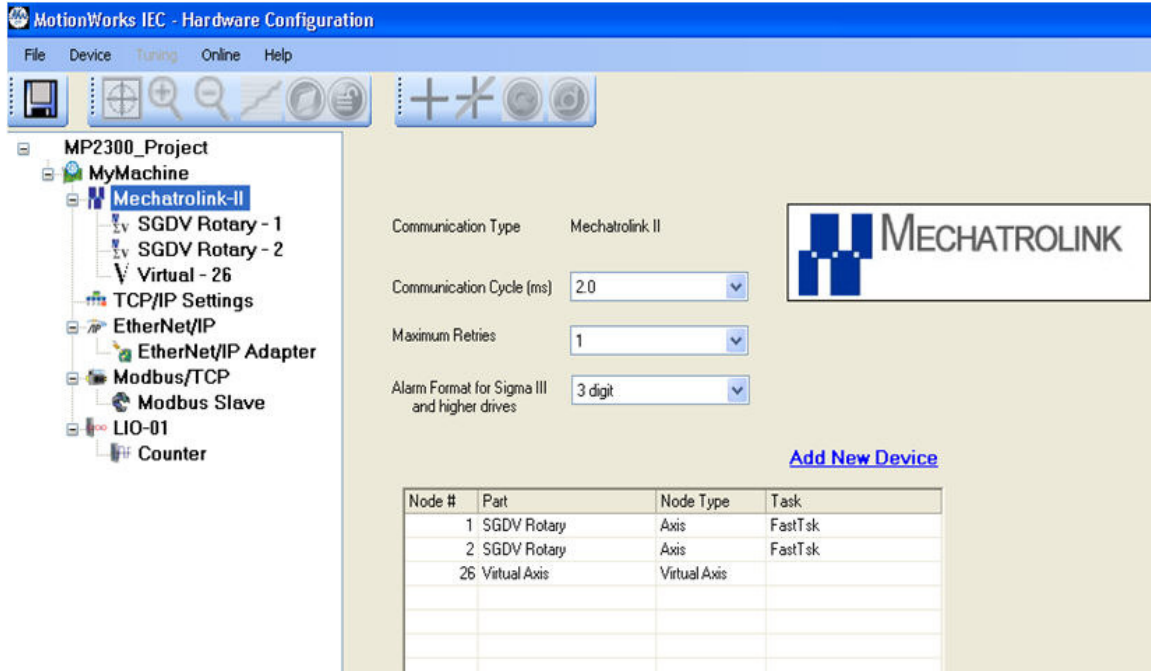 MotionWorks IEC - Hardware Configuration
File Device Tuning Online Help
MP2300_Project
MyMachine
Mechatrolink-II
SGDV Rotary - 1
SGDV Rotary - 2
Virtual - 26
TCP/IP Settings
EtherNet/IP
EtherNet/IP Adapter
Modbus/TCP
Modbus Slave
LIO-01
Counter
Communication Type Mechatrolink II
MECHATROLINK
Communication Cycle (ms) 2.0
Maximum Retries 1
Alarm Format for Sigma III 3 digit
and higher drives
Add New Device
Node # Part Node Type Task
1 SGDV Rotary Axis FastTsk
2 SGDV Rotary Axis FastTsk
26 Virtual Axis Virtual Axis